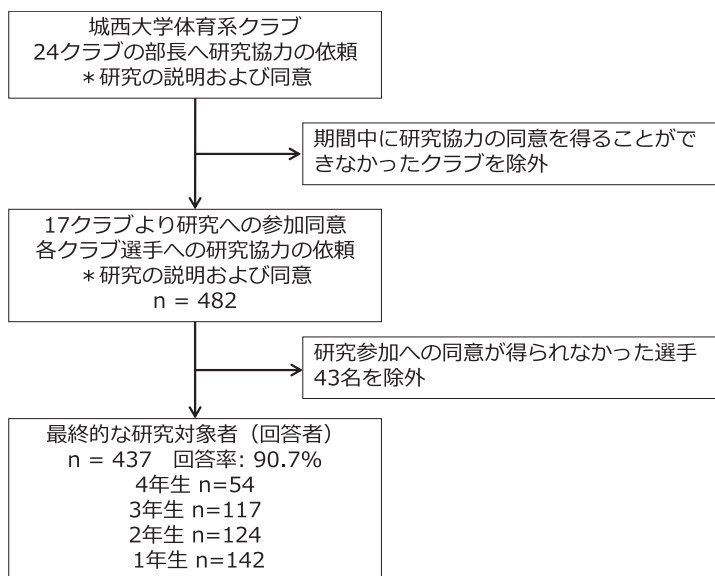 城西大学体育系クラブ
24クラブの部長へ研究協力の依頼
＊研究の説明および同意
期間中に研究協力の同意を得ることがで
きなかったクラブを除外
17クラブより研究への参加同意
各クラブ選手への研究協力の依頼
＊研究の説明および同意
n = 482
研究参加への同意が得られなかった選手
43名を除外
最終的な研究対象者（回答者）
n = 437　回答率: 90.7%
4年生 n=54
3年生 n=117
2年生 n=124
1年生 n=142